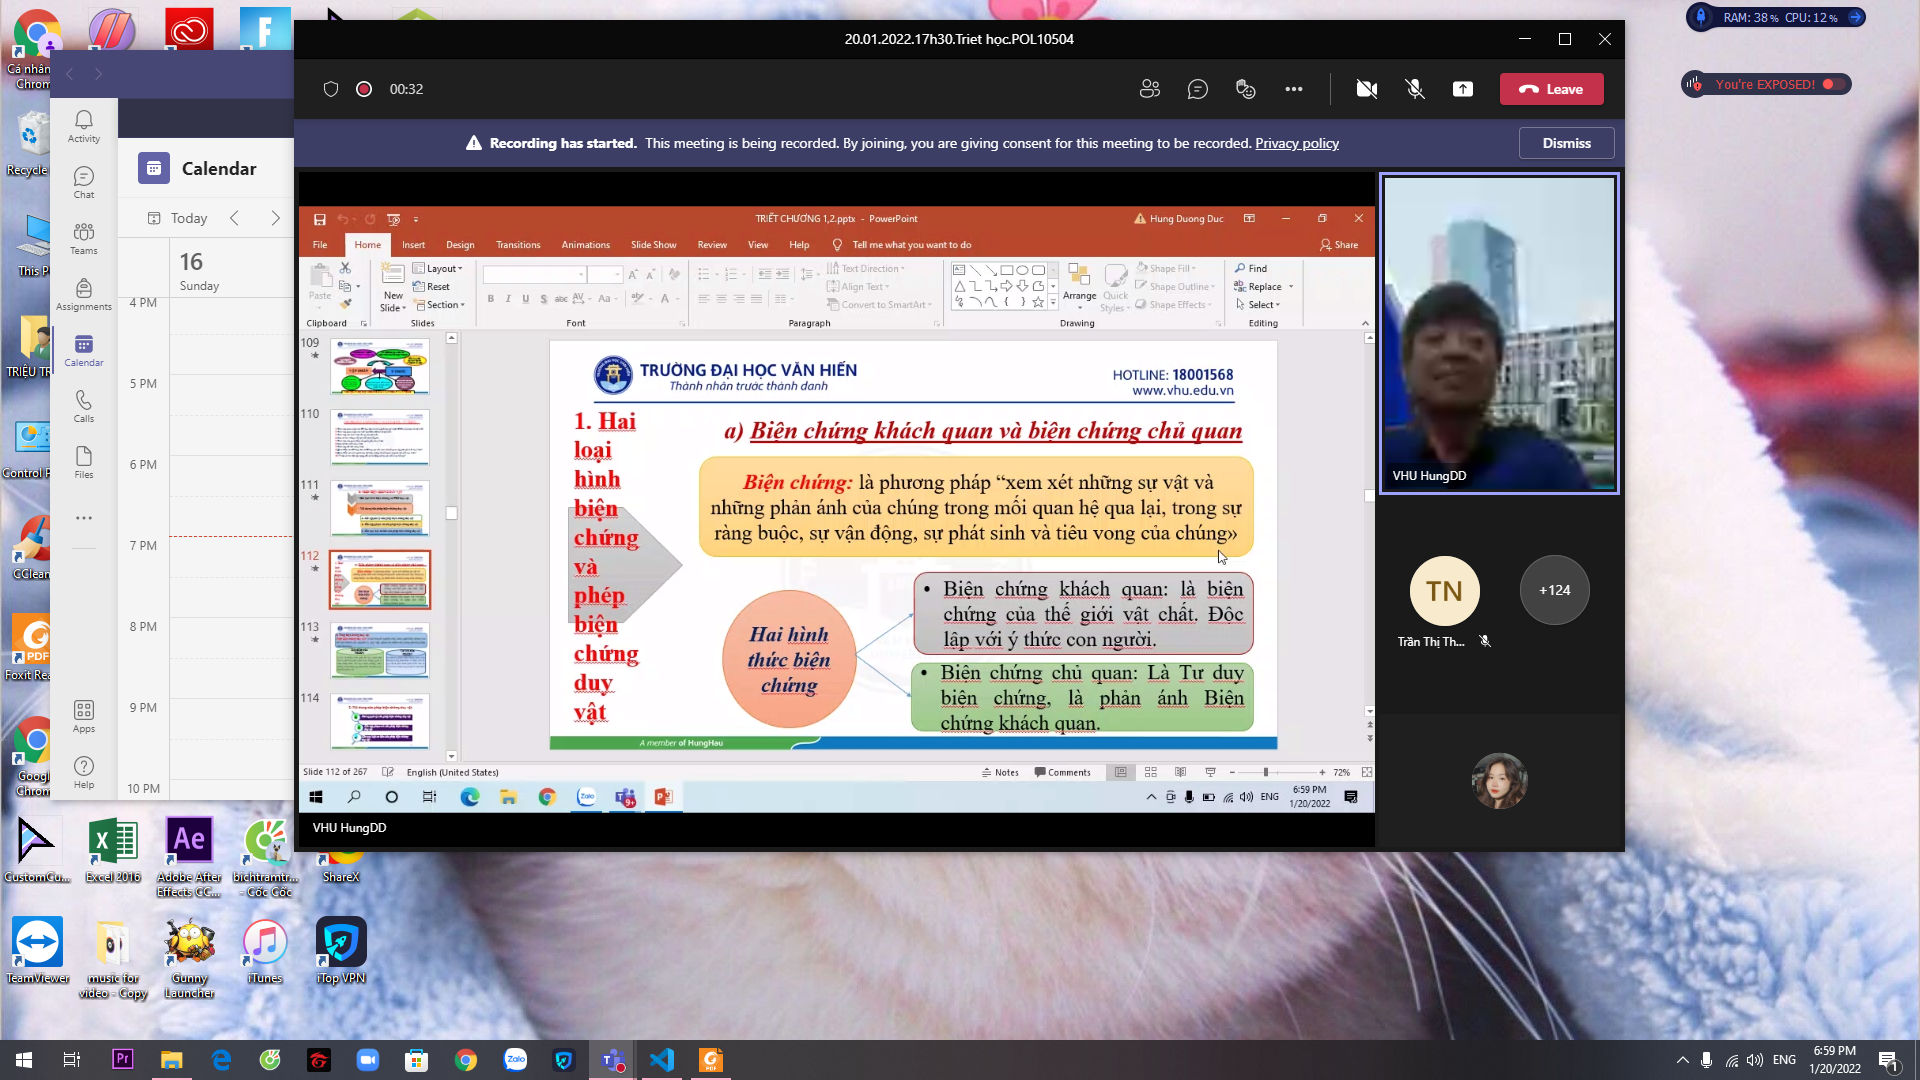 RAM: 38% CPU: 12%
You're EXPOSED!
Cá nhân
Chrom
Recycle
This P
TRIỆU TR
Control P
CClean
Foxit Rea
Google
Chrom
CustomCu...
Excel 2016
Adobe After
Effects CC...
bichtramtr...
- Cốc Cốc
ShareX
TeamViewer
music for
video - Copy
Gunny
Launcher
iTunes
iTop VPN
Activity
Chat
Teams
Assignments
Calendar
Calls
Files
Apps
Help
Calendar
Today
16
Sunday
4 PM
5 PM
6 PM
7 PM
8 PM
9 PM
10 PM
20.01.2022.17h30.Triet học.POL10504
00:32
Leave
Recording has started. This meeting is being recorded. By joining, you are giving consent for this meeting to be recorded. Privacy policy
Dismiss
TRIẾT CHƯƠNG 1,2.pptx - PowerPoint
Hung Duong Duc
File Home Insert Design Transitions Animations Slide Show Review View Help Tell me what you want to do
Share
Paste
New
Slide
Layout
Reset
Section
Text Direction
Align Text
Convert to SmartArt
Arrange
Quick
Styles
Shape Fill
Shape Outline
Shape Effects
Find
Replace
Select
Clipboard Slides Font Paragraph Drawing Editing
109
110
111
112
113
114
TRƯỜNG ĐẠI HỌC VĂN HIẾN
Thành nhân trước thành danh
HOTLINE: 18001568
www.vhu.edu.vn
1. Hai
loại
hình
biện
chứng
và
phép
biện
chứng
duy
vật
a) Biện chứng khách quan và biện chứng chủ quan
Biện chứng: là phương pháp “xem xét những sự vật và
những phản ánh của chúng trong mối quan hệ qua lại, trong sự
ràng buộc, sự vận động, sự phát sinh và tiêu vong của chúng»
Hai hình
thức biện
chứng
• Biện chứng khách quan: là biện
chứng của thế giới vật chất. Độc
lập với ý thức con người.
• Biện chứng chủ quan: Là Tư duy
biện chứng, là phản ánh Biện
chứng khách quan.
A member of HungHau
Slide 112 of 267 English (United States)
Notes Comments 72%
Zalo
ENG
6:59 PM
1/20/2022
VHU HungDD
VHU HungDD
TN
+124
Trần Thị Th...
ENG
6:59 PM
1/20/2022